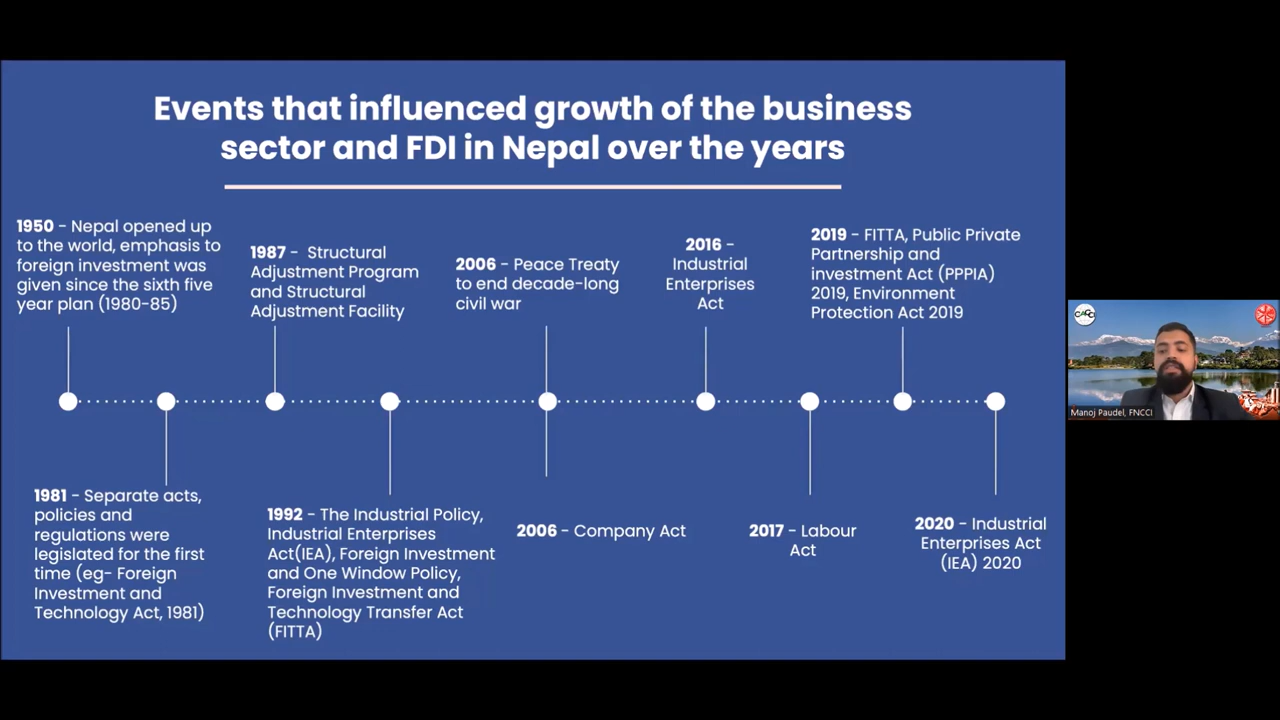 Events that influenced growth of the business
sector and FDI in Nepal over the years
1950 - Nepal opened up
to the world, emphasis to
foreign investment was
given since the sixth five
year plan (1980-85)
1987 - Structural
Adjustment Program
and Structural
Adjustment Facility
2006 - Peace Treaty
to end decade-long
civil war
2016 -
Industrial
Enterprises
Act
2019 - FITTA, Public Private
Partnership and
investment Act (PPPIA)
2019, Environment
Protection Act 2019
1981 - Separate acts,
policies and
regulations were
legislated for the first
time (eg- Foreign
Investment and
Technology Act, 1981)
1992 - The Industrial Policy,
Industrial Enterprises
Act(IEA), Foreign Investment
and One Window Policy,
Foreign Investment and
Technology Transfer Act
(FITTA)
2006 - Company Act
2017 - Labour
Act
2020 - Industrial
Enterprises Act
(IEA) 2020
CACCI
Manoj Paudel, FNCCI